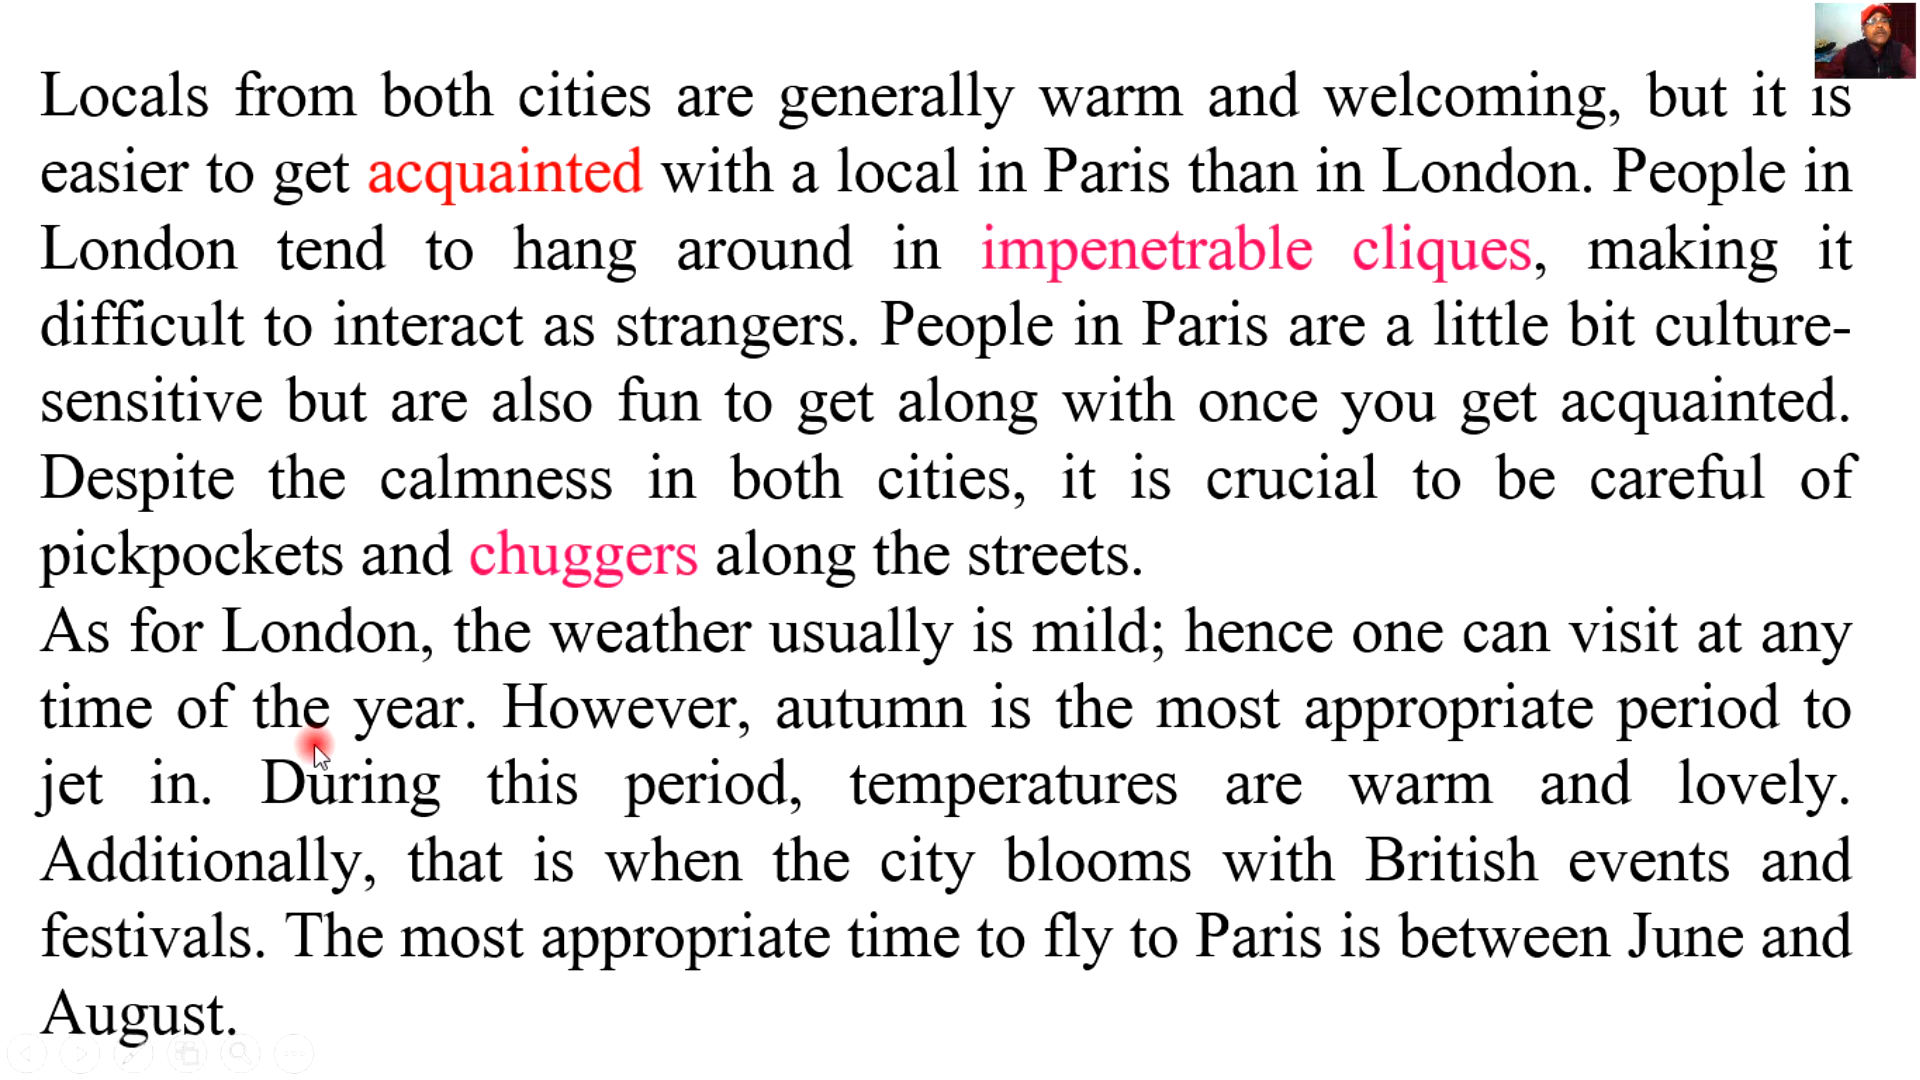 Locals from both cities are generally warm and welcoming, but it is
easier to get acquainted with a local in Paris than in London. People in
London tend to hang around in impenetrable cliques, making it
difficult to interact as strangers. People in Paris are a little bit culture-
sensitive but are also fun to get along with once you get acquainted.
Despite the calmness in both cities, it is crucial to be careful of
pickpockets and chuggers along the streets.
As for London, the weather usually is mild; hence one can visit at any
time of the year. However, autumn is the most appropriate period to
jet in. During this period, temperatures are warm and lovely.
Additionally, that is when the city blooms with British events and
festivals. The most appropriate time to fly to Paris is between June and
August.